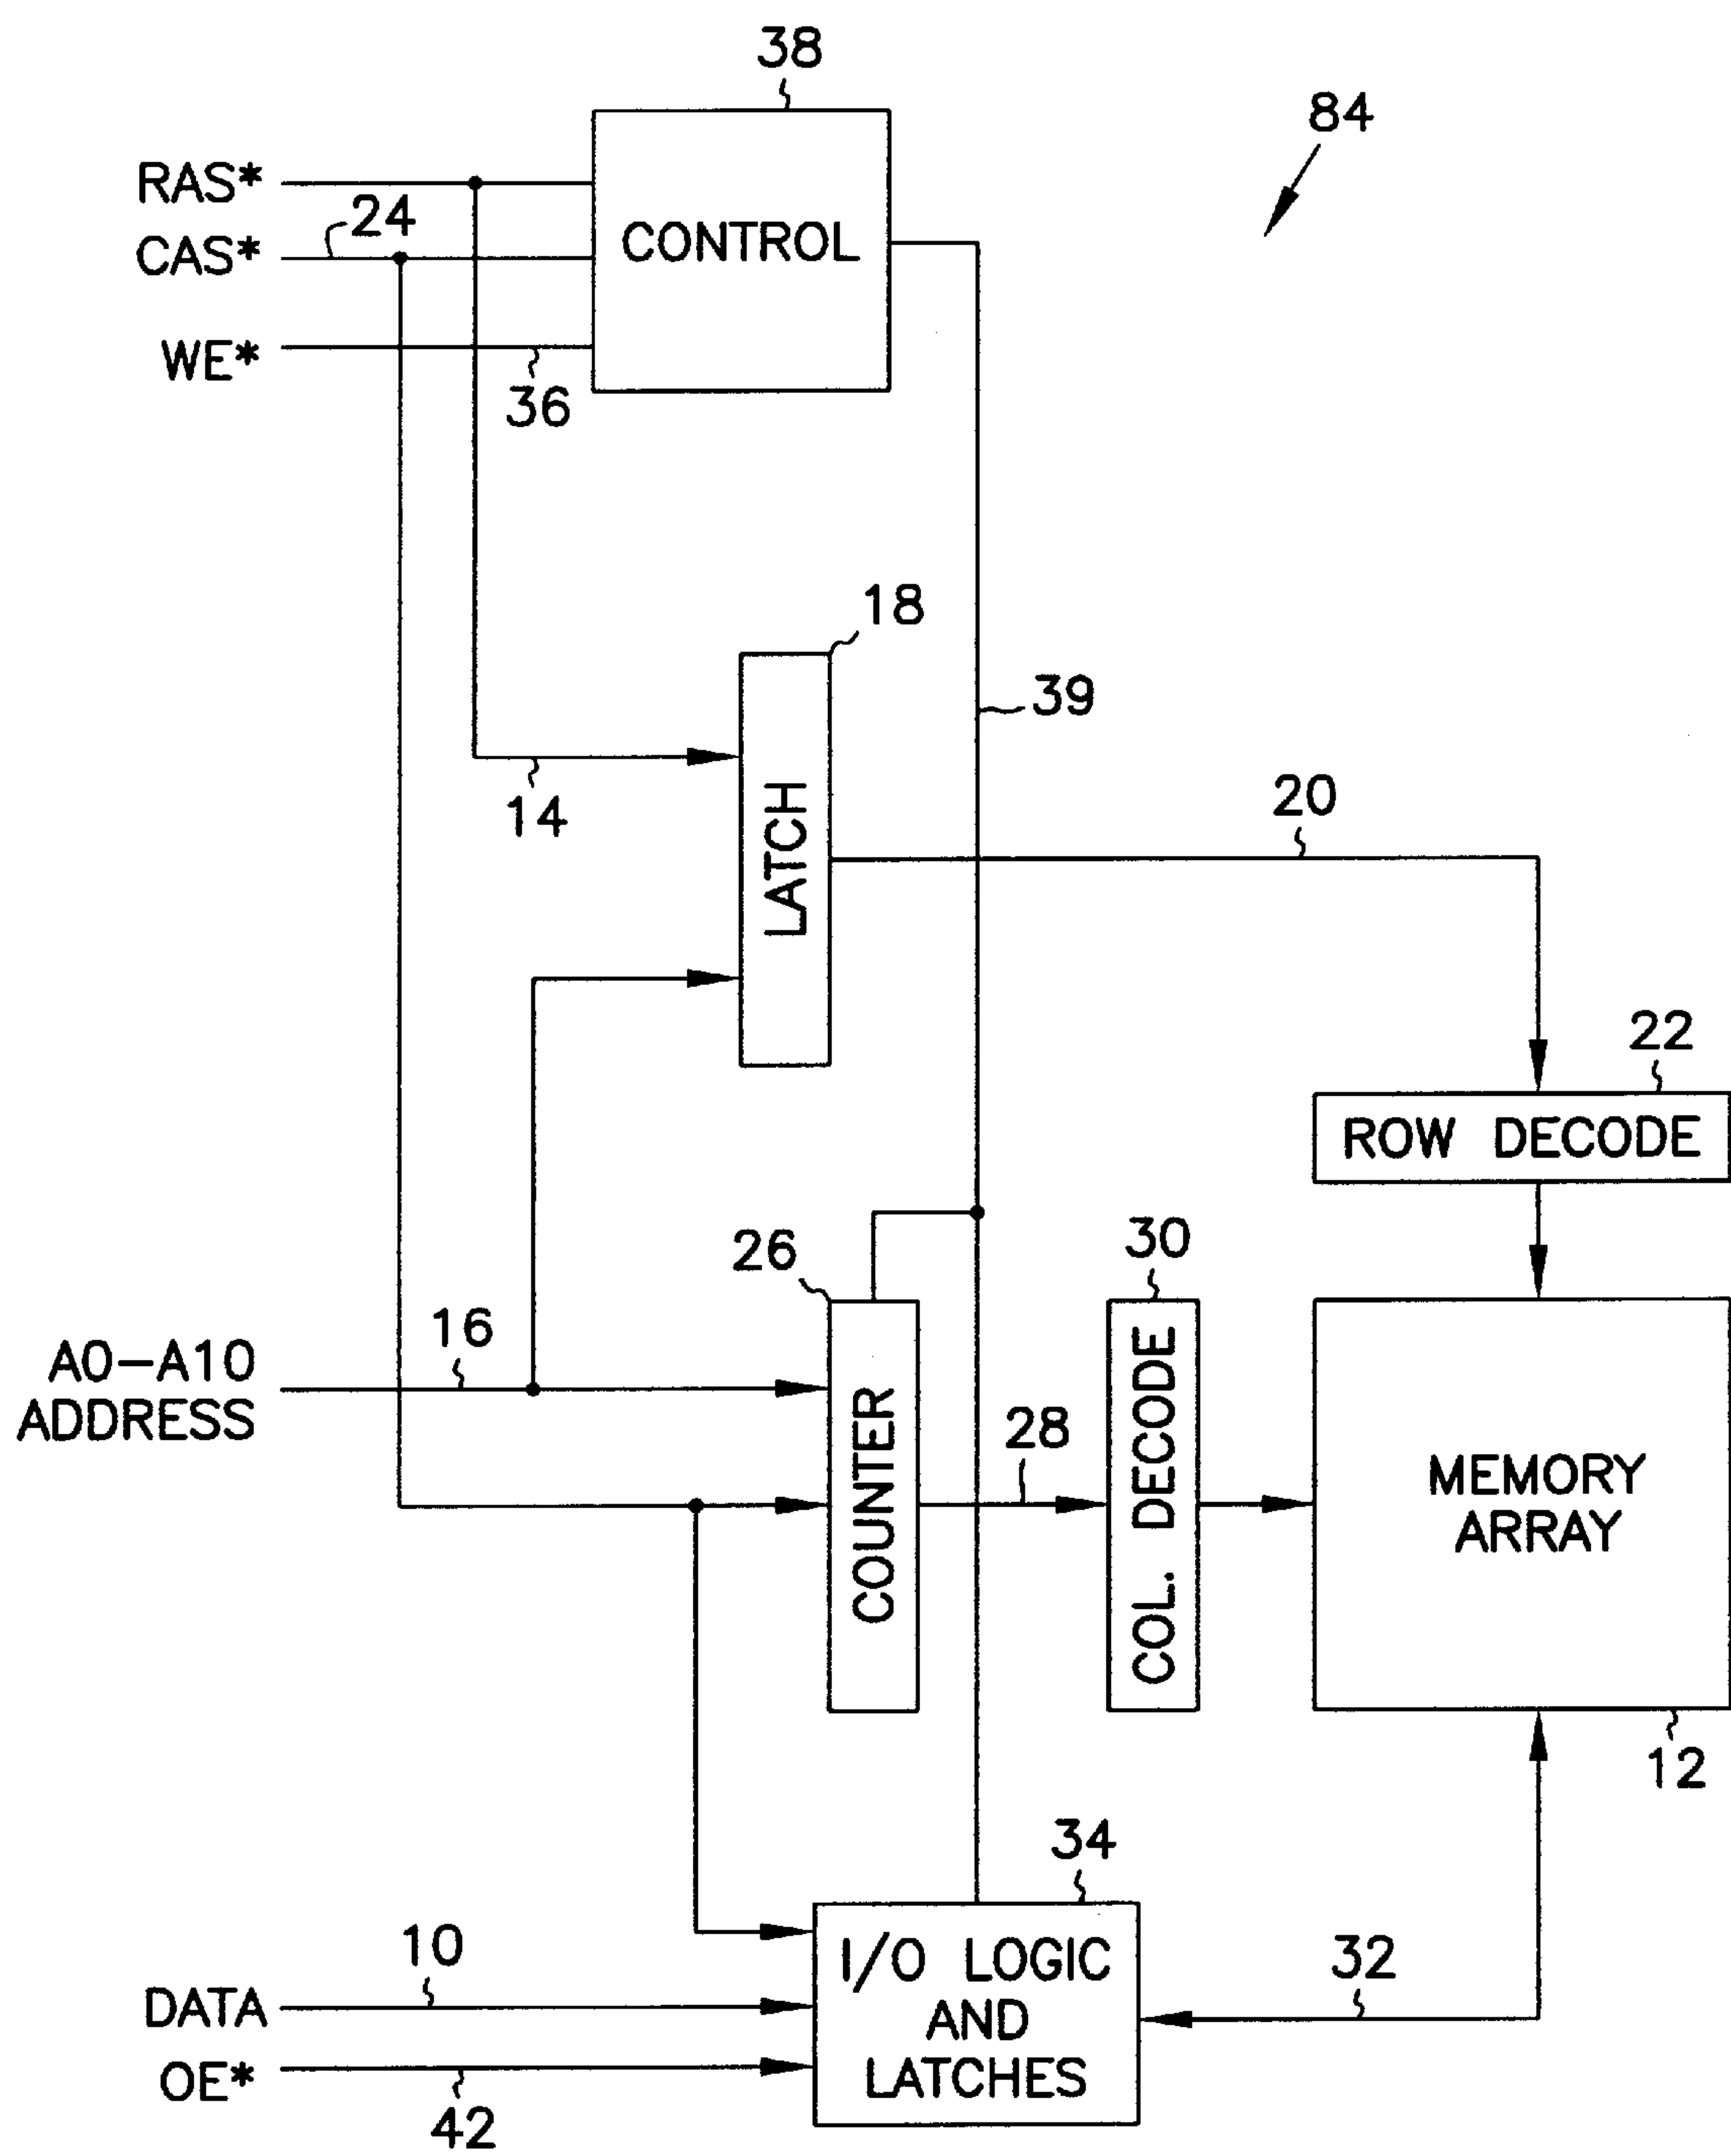 38
84
RAS*
24
CAS*
CONTROL
WE*
36
18
39
14
LATCH
20
22
ROW DECODE
26
30
16
A0-A10
ADDRESS
COUNTER
28
COL. DECODE
MEMORY
ARRAY
12
34
10
I/O LOGIC
AND
LATCHES
32
DATA
OE*
42